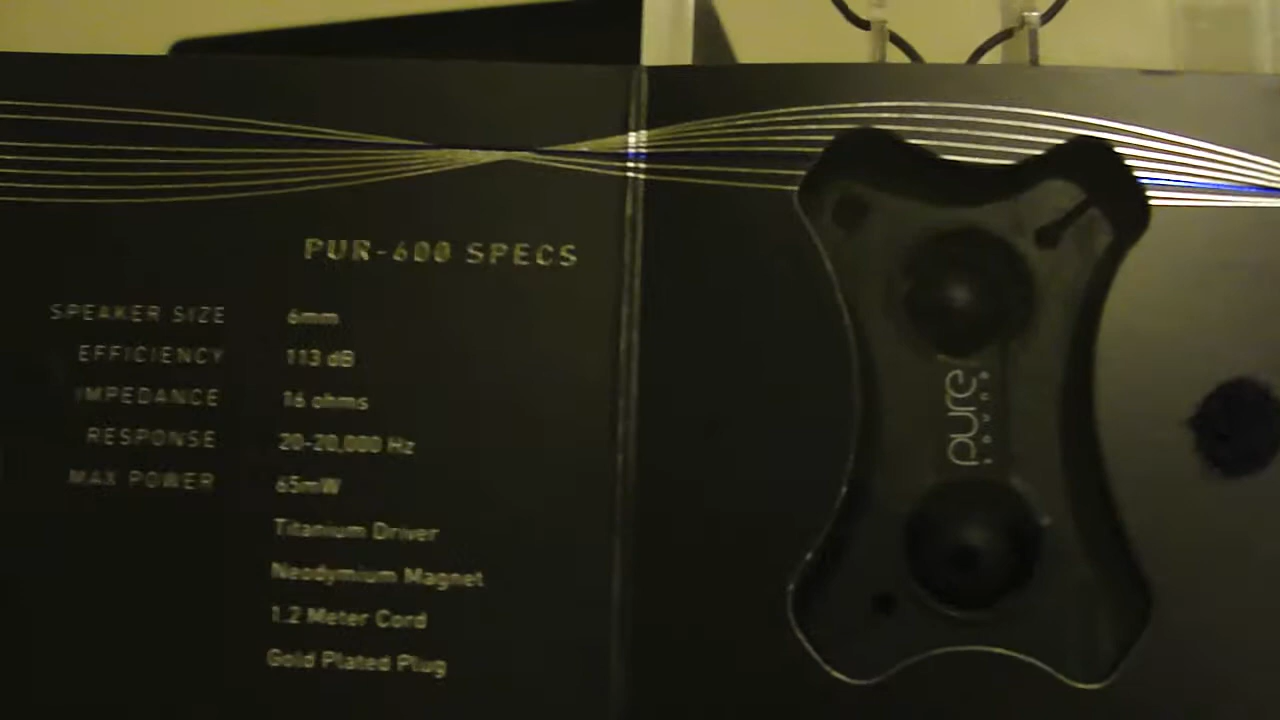 PUR-600 SPECS
SPEAKER SIZE 6mm
EFFICIENCY 113 dB
IMPEDANCE 16 ohms
RESPONSE 20-20,000 Hz
MAX POWER 65mW
Titanium Driver
Neodymium Magnet
1.2 Meter Cord
Gold Plated Plug
pure
sound